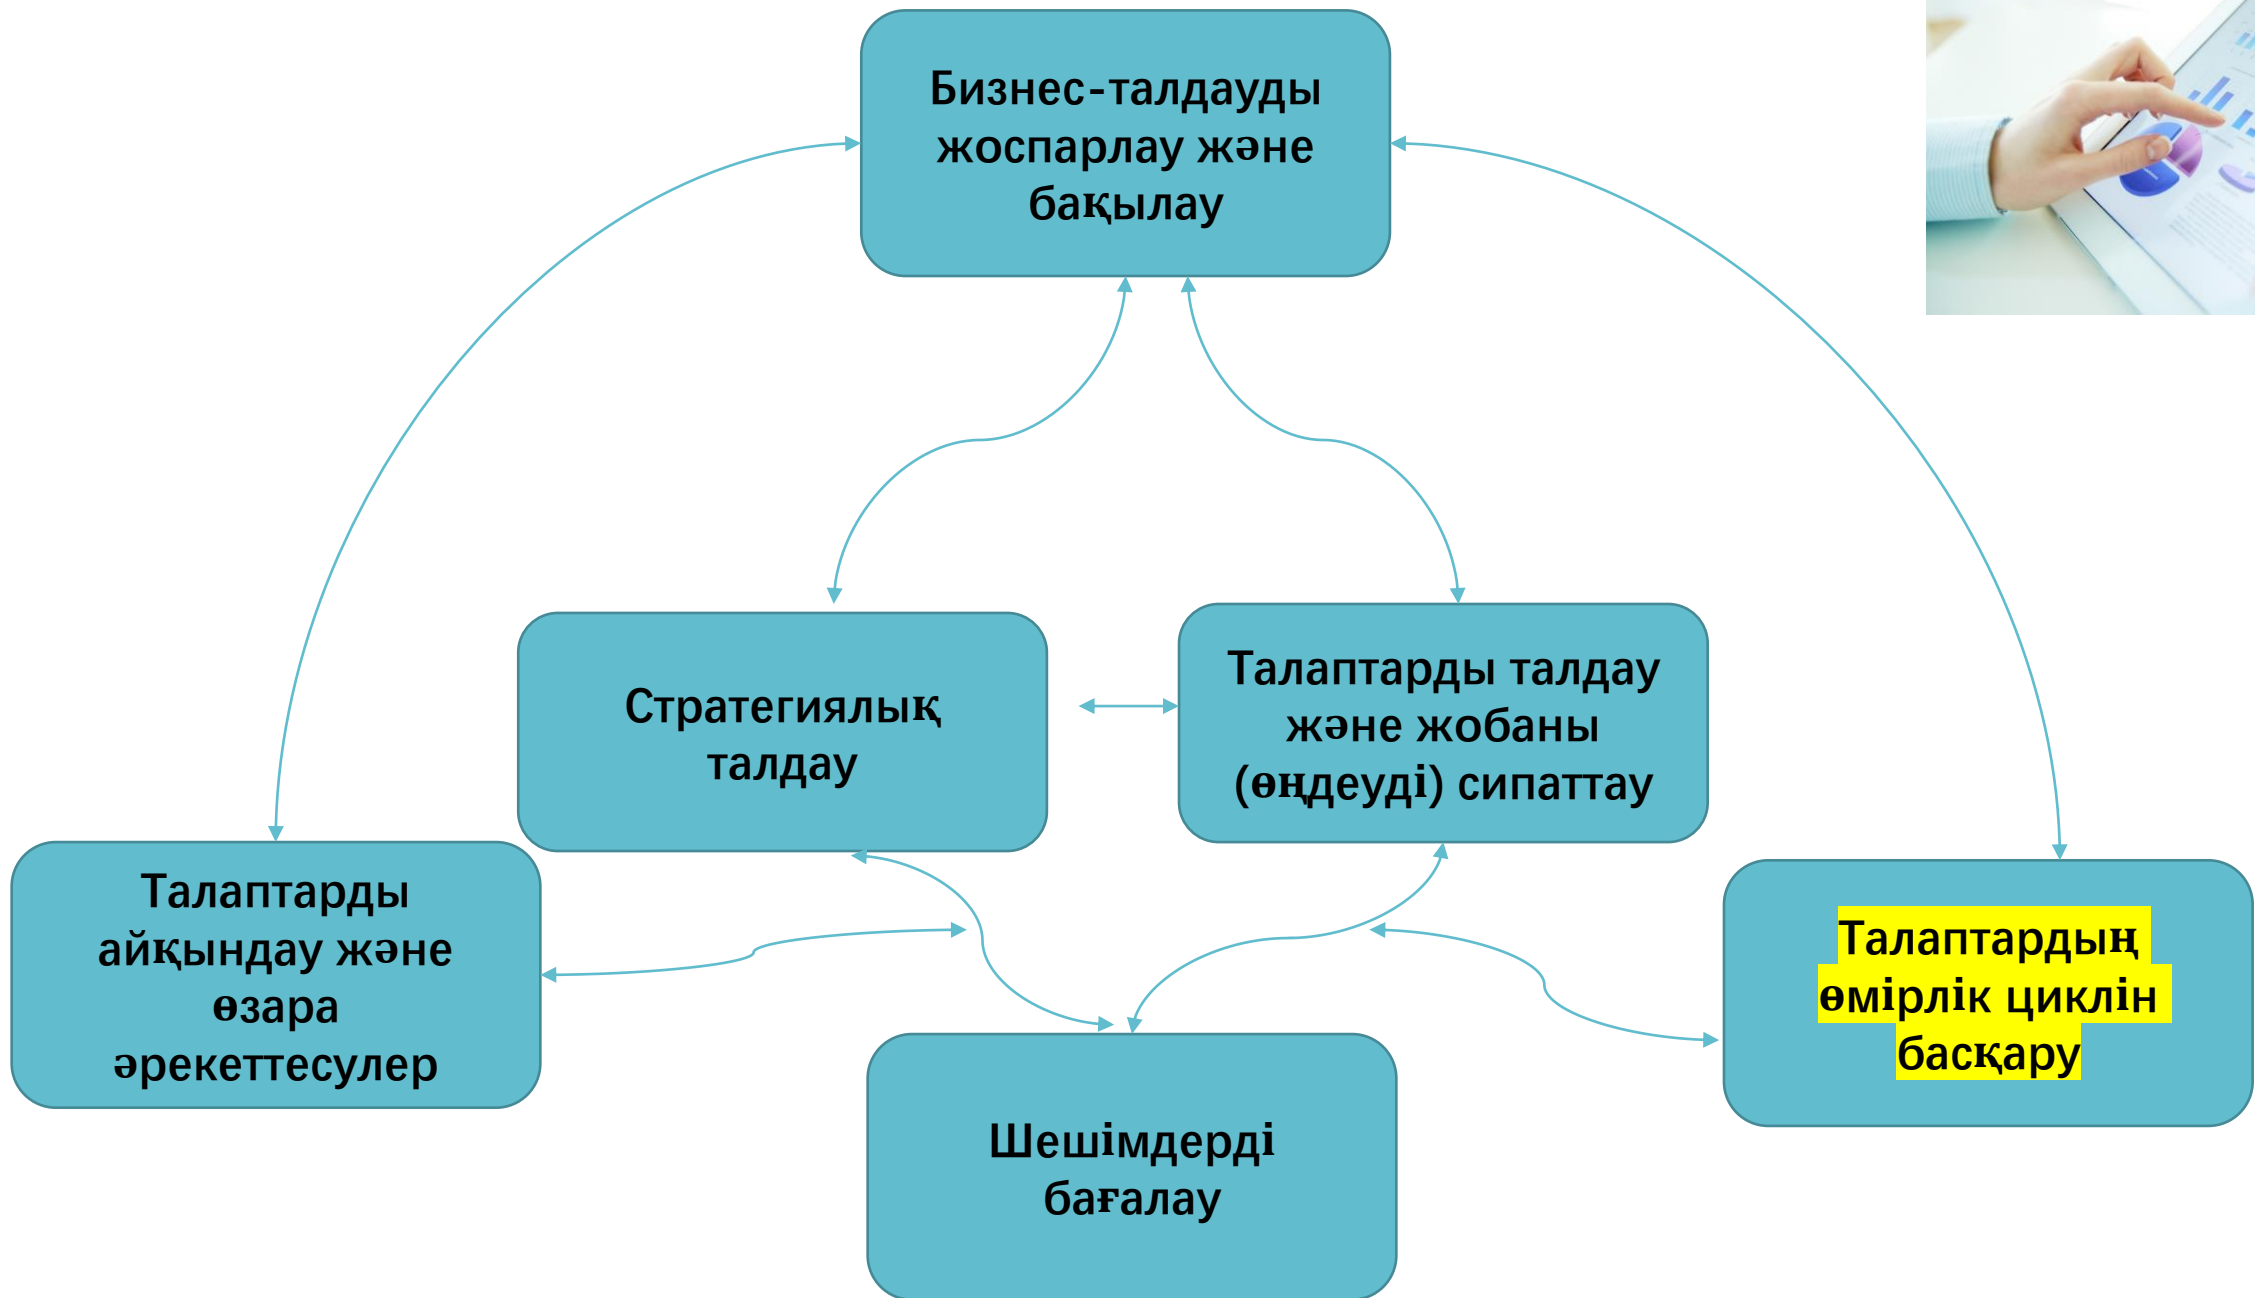 Бизнес-талдауды
жоспарлау және
бақылау
Стратегиялық
талдау
Талаптарды талдау
және жобаны
(өңдеуді) сипаттау
Талаптарды
айқындау және
өзара
әрекеттесулер
Талаптардың
өмірлік циклін
басқару
Шешімдерді
бағалау